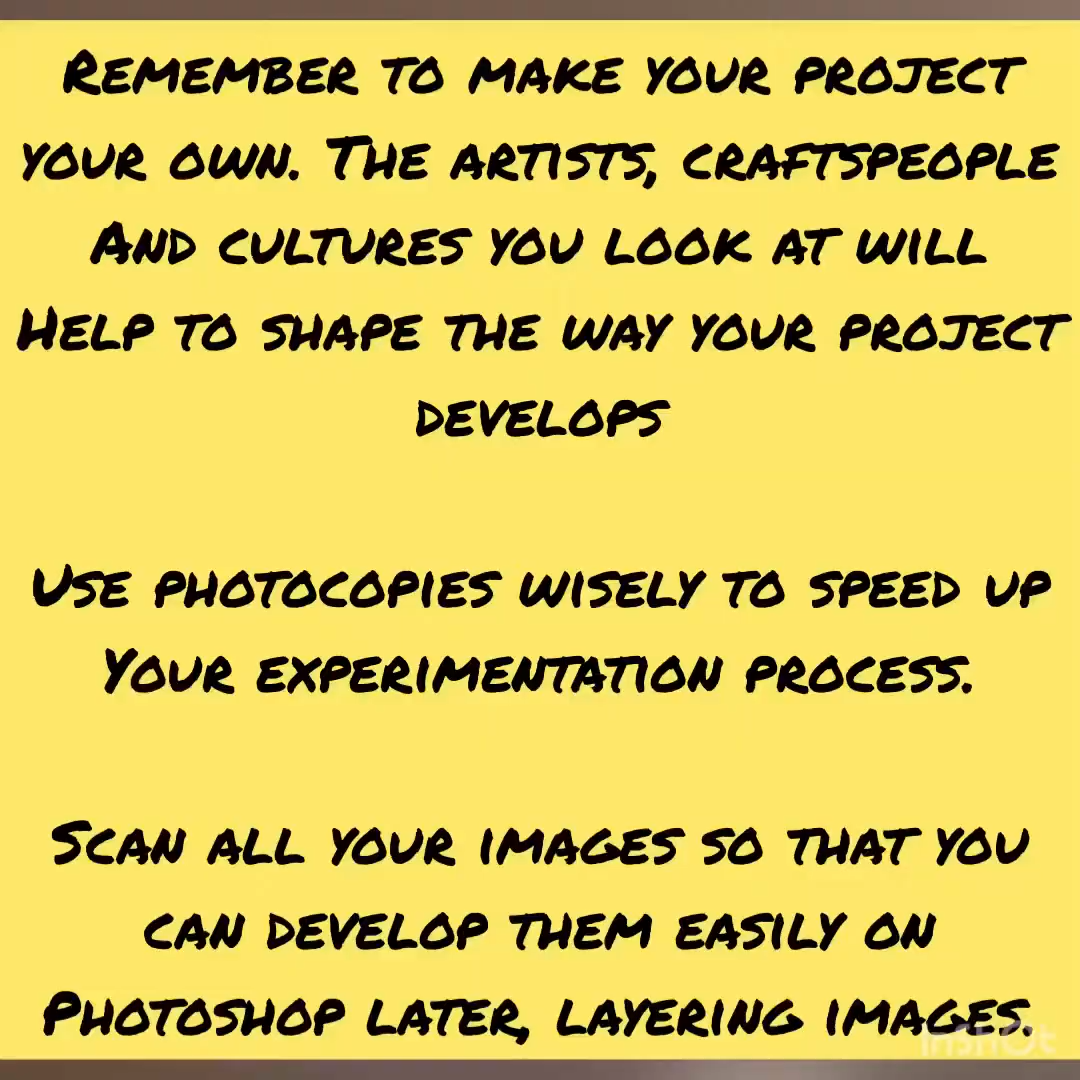 Remember to make your project
your own. The artists, craftspeople
And cultures you look at will
Help to shape the way your project
develops
Use photocopies wisely to speed up
Your experimentation process.
Scan all your images so that you
can develop them easily on
Photoshop later, layering images.
InShOt